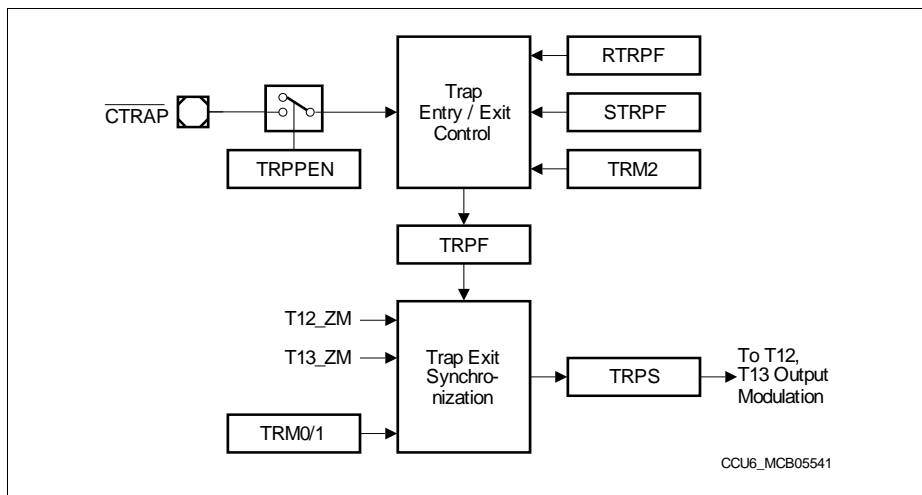 RTRPF
Trap
Entry / Exit
Control
CTRAP
STRPF
TRPPEN
TRM2
TRPF
T12_ZM
T13_ZM
Trap Exit
Synchro-
nization
TRPS
To T12,
T13 Output
Modulation
TRM0/1
CCU6_MCB05541